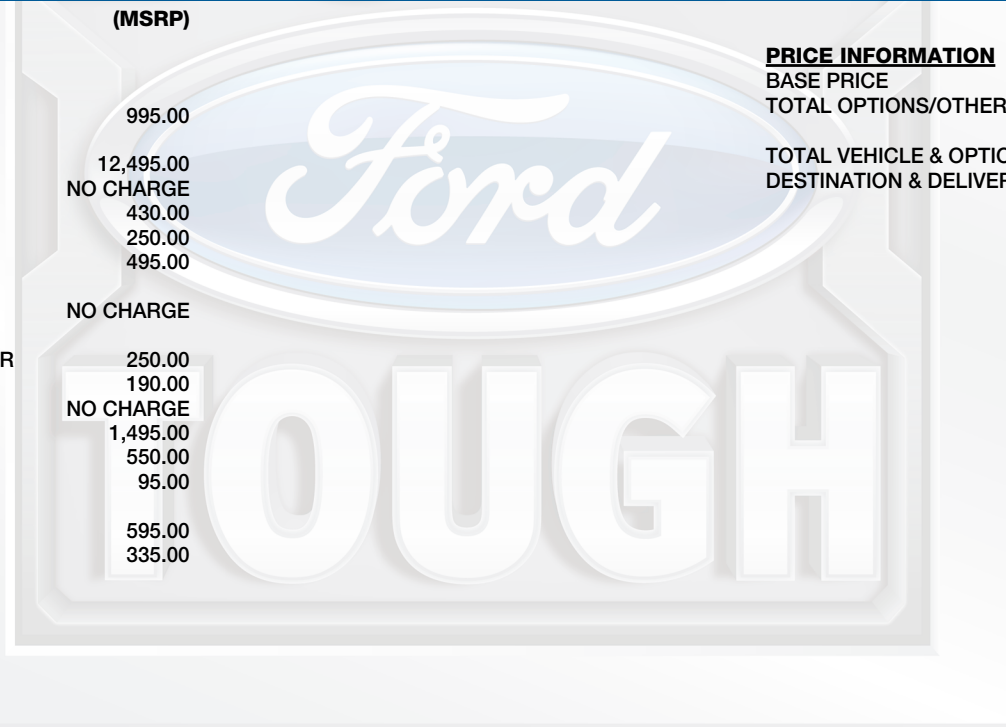 (MSRP)
995.00
12,495.00
NO CHARGE
430.00
250.00
495.00
NO CHARGE
R 250.00
190.00
NO CHARGE
1,495.00
550.00
95.00
595.00
335.00
PRICE INFORMATION
BASE PRICE
TOTAL OPTIONS/OTHER
TOTAL VEHICLE & OPTIO
DESTINATION & DELIVER
Ford
TOUGH